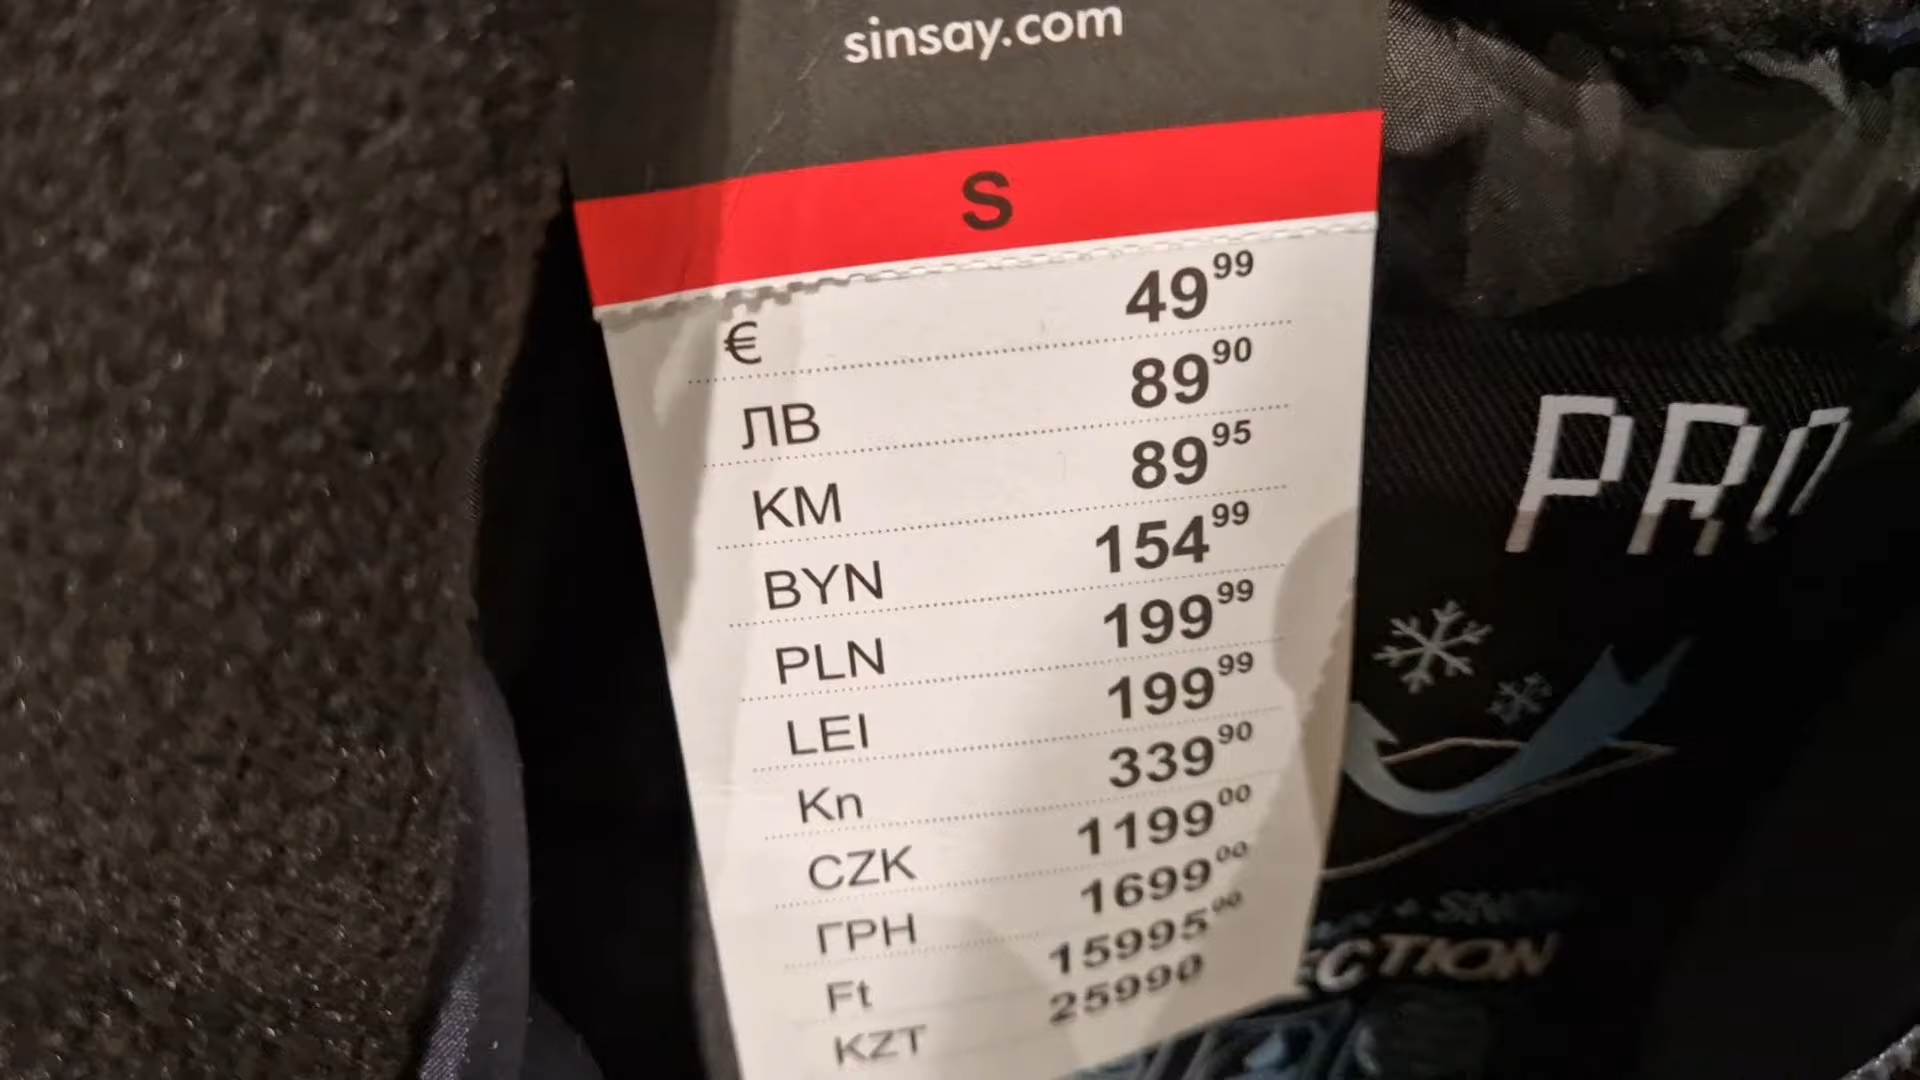 sinsay.com
S
€ 49⁹⁹
ЛВ 89⁹⁰
KM 89⁹⁵
BYN 154⁹⁹
PLN 199⁹⁹
LEI 199⁹⁹
Kn 339⁹⁰
CZK 1199⁰⁰
ГРН 1699⁰⁰
Ft 15995⁰⁰
KZT 25990
PRO
CTION